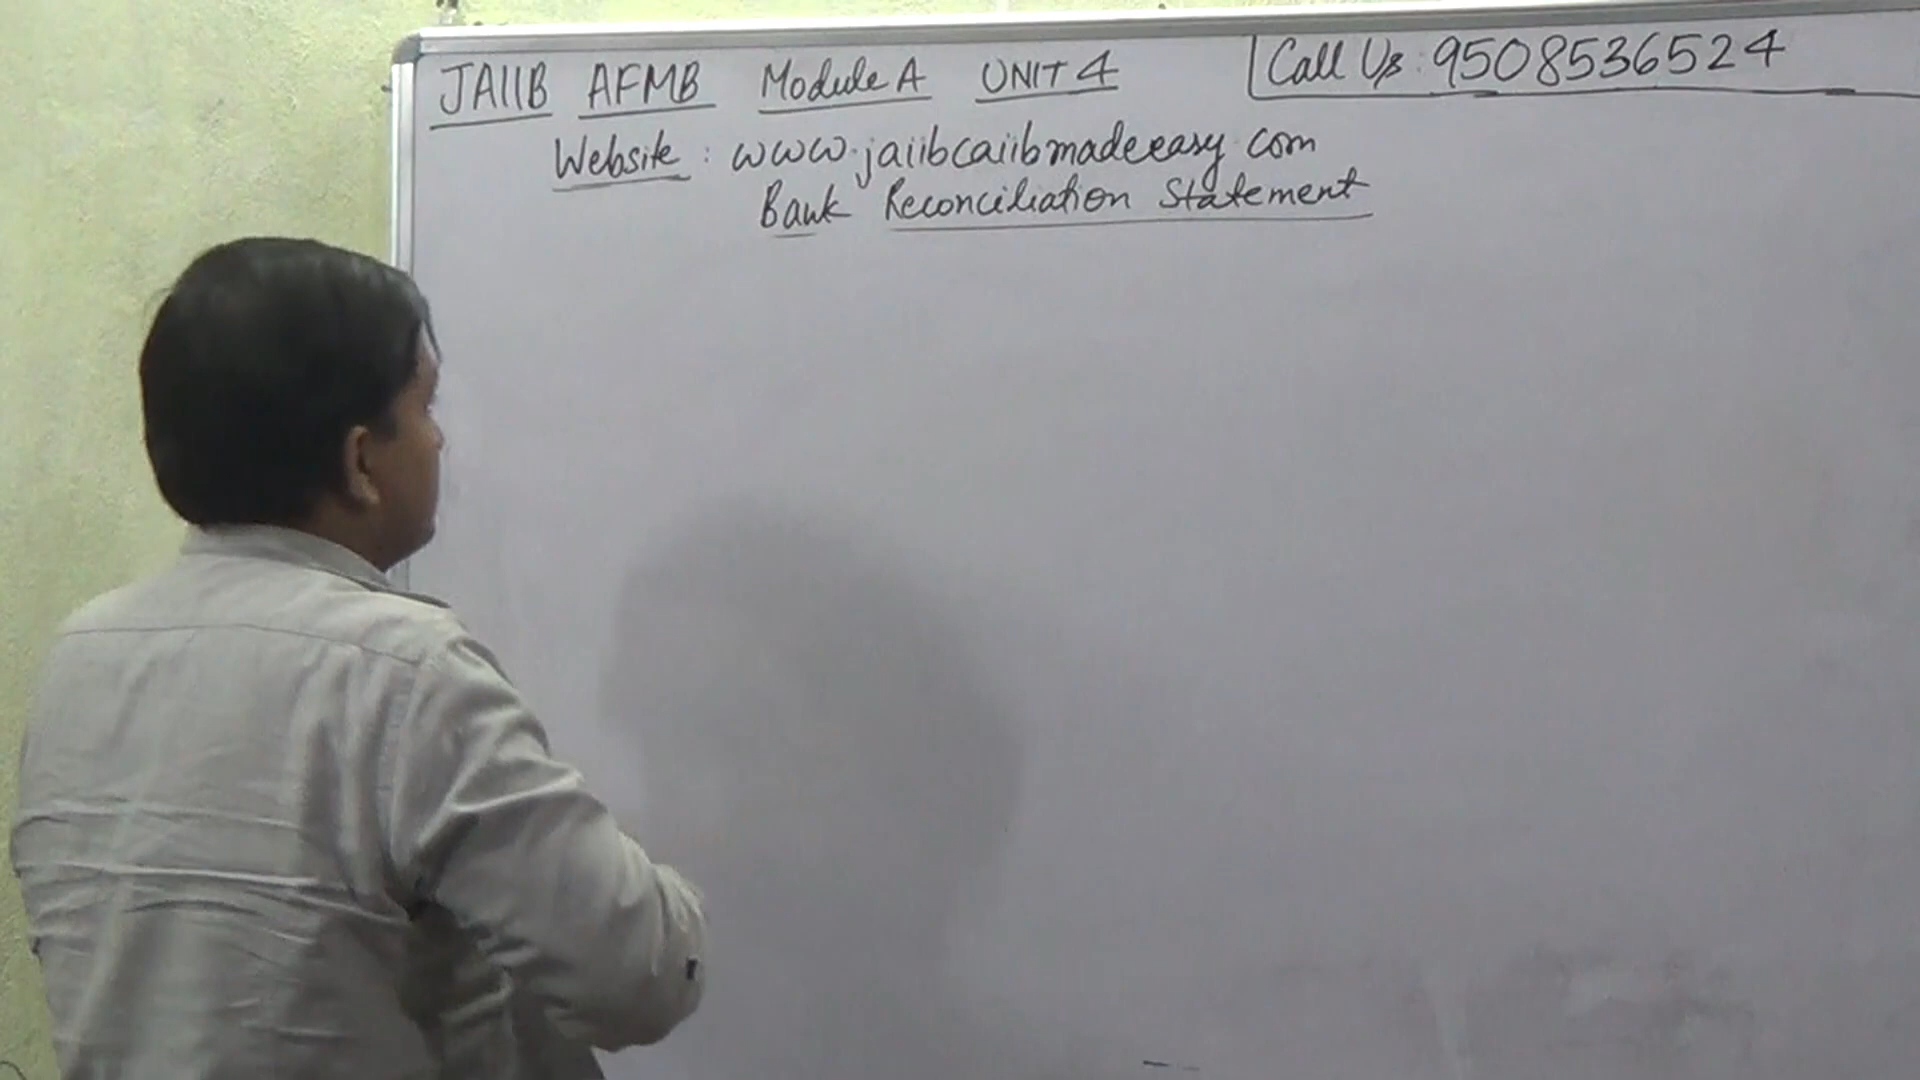 JAIIB AFMB Module A UNIT 4
Call Us: 9508536524
Website: www.jaiibcaiibmadeeasy.com
Bank Reconciliation Statement